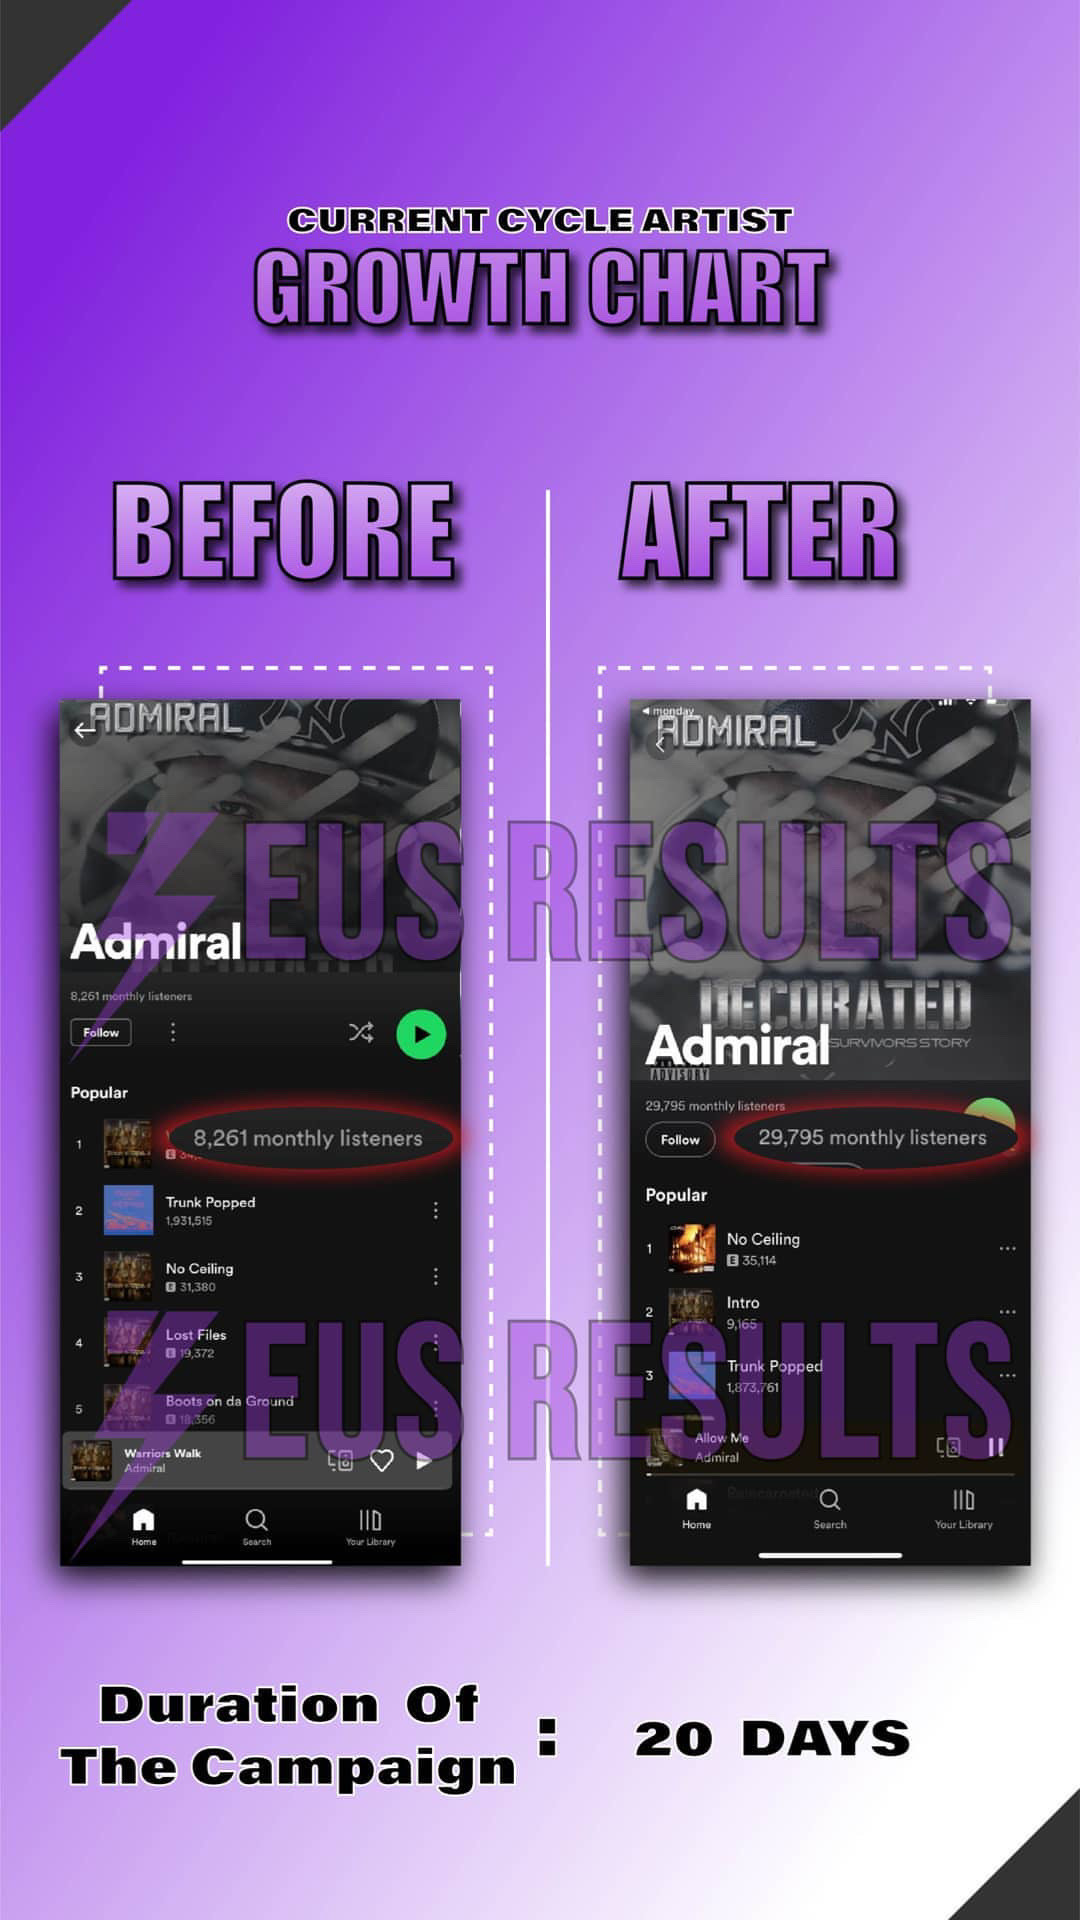 CURRENT CYCLE ARTIST
GROWTH CHART
BEFORE
AFTER
ADMIRAL
EUS RESULTS
Admiral
8,261 monthly listeners
Follow
Popular
1
8,261 monthly listeners
E
2
Trunk Popped
1,931,515
3
No Ceiling
E 31,380
4
Lost Files
E 19,372
5
Boots on da Ground
E 18,356
Warriors Walk
Admiral
Home
Search
Your Library
monday
ADMIRAL
DECORATED
SURVIVORS STORY
Admiral
ADVISORY
29,795 monthly listeners
Follow
29,795 monthly listeners
Popular
1
No Ceiling
E 35,114
2
Intro
9,165
EUS RESULTS
3
Trunk Popped
1,873,761
Allow Me
Admiral
Reincarnated
Home
Search
Your Library
Duration Of
The Campaign : 20 DAYS